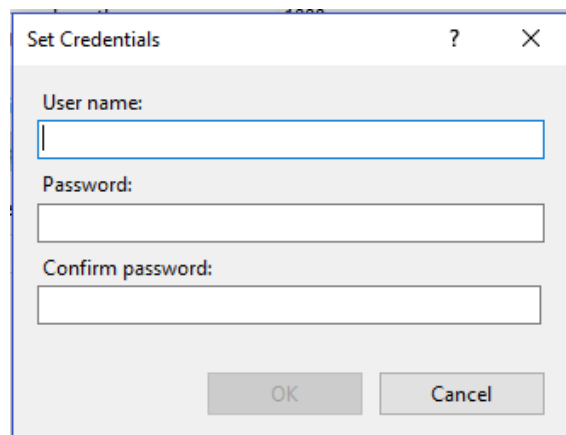 Set Credentials ?
User name:
Password:
Confirm password:
OK Cancel